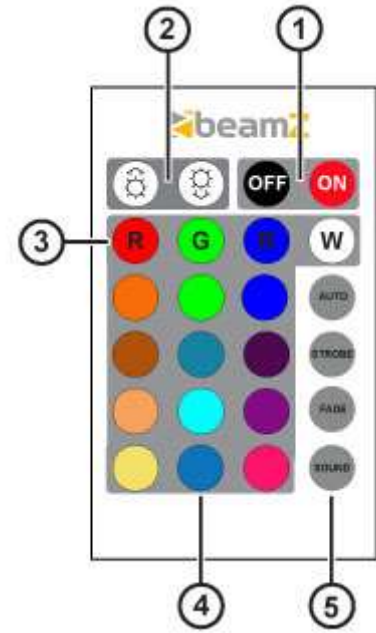 2
1
beamZ
OFF ON
3
R G B W
AUTO
STROBE
FADE
SOUND
4
5